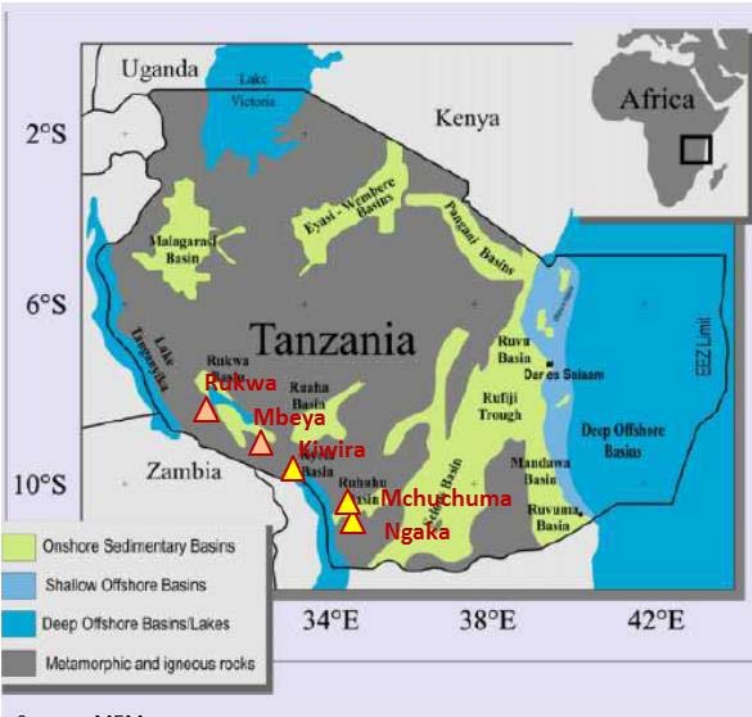 Uganda
Lake
Victoria
Kenya
Africa
2°S
Eyasi - Wembere
Basins
Pangani Basins
Malagarasi
Basin
6°S
Tanzania
Lake
Tanganyika
Ruvu
Basin
Dar es Salaam
EEZ Limit
Rukwa
Rukwa
Ruaha
Basin
Rufiji
Trough
Mbeya
Deep Offshore
Basins
Kiwira
Basin
Zambia
10°S
Mandawa
Basin
Ruhuhu
Basin
Mchuchuma
Basin
Ngaka
Ruvuma
Basin
Onshore Sedimentary Basins
Shallow Offshore Basins
Deep Offshore Basins/Lakes
Metamorphic and igneous rocks
34°E
38°E
42°E